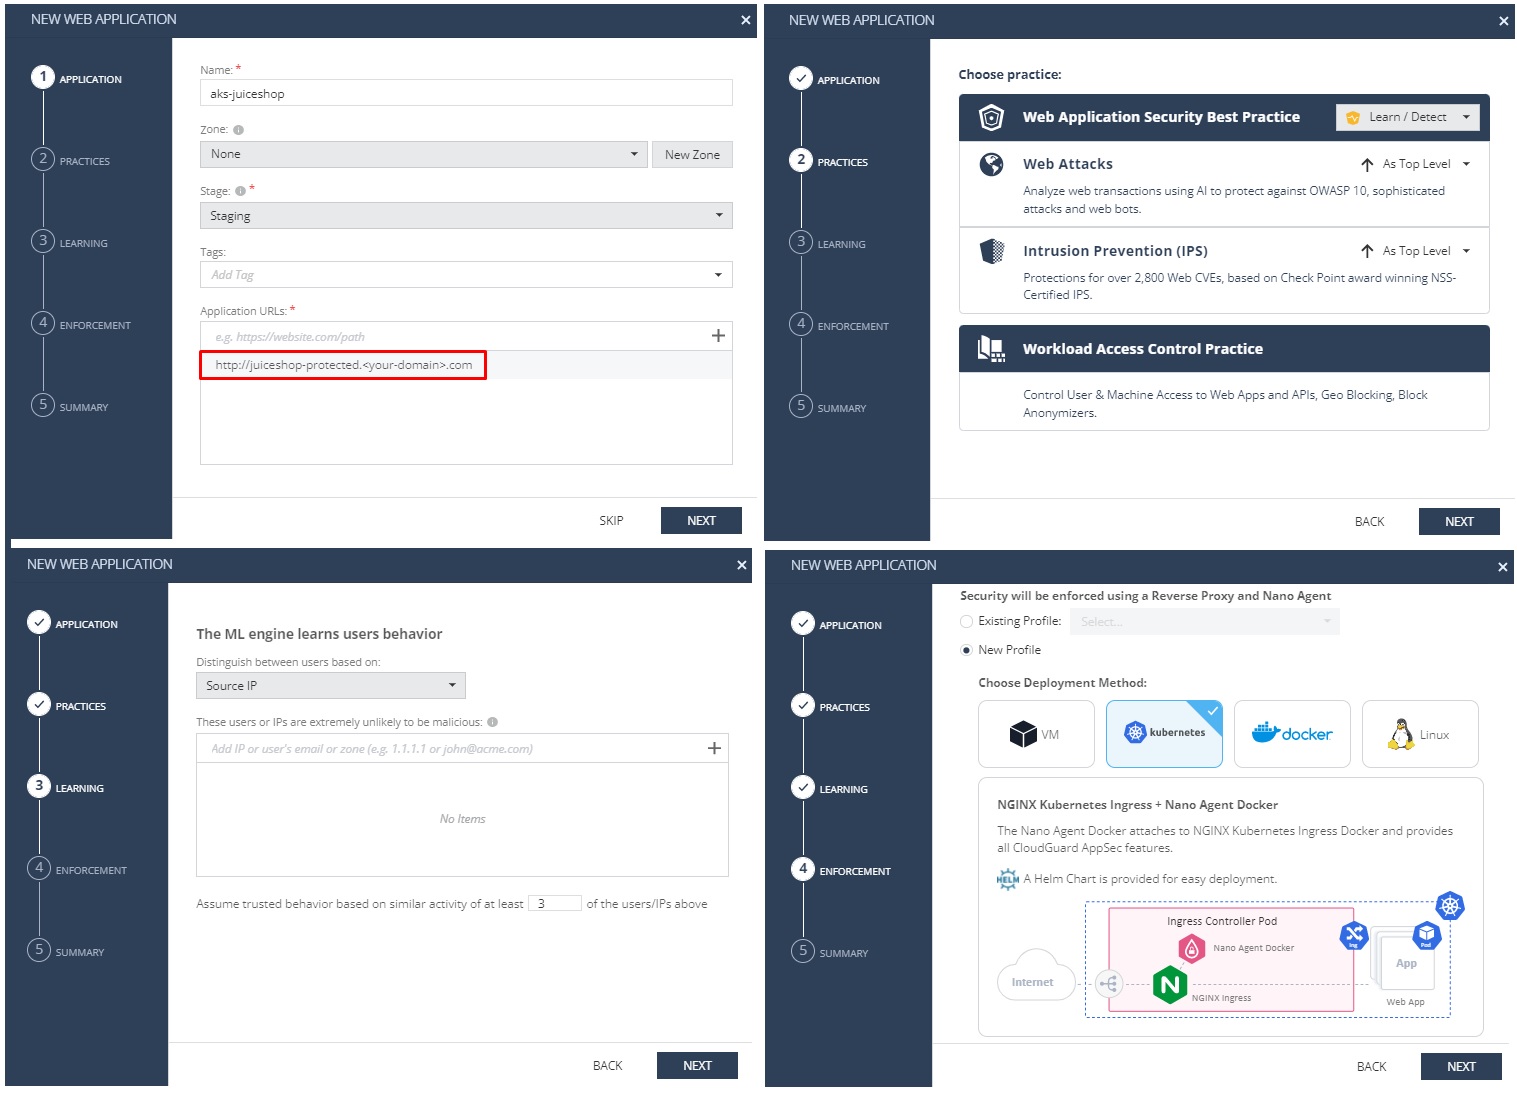 NEW WEB APPLICATION
1 APPLICATION
2 PRACTICES
3 LEARNING
4 ENFORCEMENT
5 SUMMARY
Name: *
aks-juiceshop
Zone:
None
New Zone
Stage: *
Staging
Tags:
Add Tag
Application URLs: *
e.g. https://website.com/path
http://juiceshop-protected.<your-domain>.com
SKIP
NEXT
NEW WEB APPLICATION
APPLICATION
2 PRACTICES
3 LEARNING
4 ENFORCEMENT
5 SUMMARY
Choose practice:
Web Application Security Best Practice
Learn / Detect
Web Attacks
As Top Level
Analyze web transactions using AI to protect against OWASP 10, sophisticated
attacks and web bots.
Intrusion Prevention (IPS)
As Top Level
Protections for over 2,800 Web CVEs, based on Check Point award winning NSS-
Certified IPS.
Workload Access Control Practice
Control User & Machine Access to Web Apps and APIs, Geo Blocking, Block
Anonymizers.
BACK
NEXT
NEW WEB APPLICATION
APPLICATION
PRACTICES
3 LEARNING
4 ENFORCEMENT
5 SUMMARY
The ML engine learns users behavior
Distinguish between users based on:
Source IP
These users or IPs are extremely unlikely to be malicious:
Add IP or user's email or zone (e.g. 1.1.1.1 or john@acme.com)
No Items
Assume trusted behavior based on similar activity of at least 3 of the users/IPs above
BACK
NEXT
NEW WEB APPLICATION
APPLICATION
PRACTICES
LEARNING
4 ENFORCEMENT
5 SUMMARY
Security will be enforced using a Reverse Proxy and Nano Agent
Existing Profile:
Select...
New Profile
Choose Deployment Method:
VM
kubernetes
docker
Linux
NGINX Kubernetes Ingress + Nano Agent Docker
The Nano Agent Docker attaches to NGINX Kubernetes Ingress Docker and provides
all CloudGuard AppSec features.
HELM A Helm Chart is provided for easy deployment.
Ingress Controller Pod
Nano Agent Docker
Internet
N
NGINX Ingress
Ing
Pod
App
Web App
BACK
NEXT